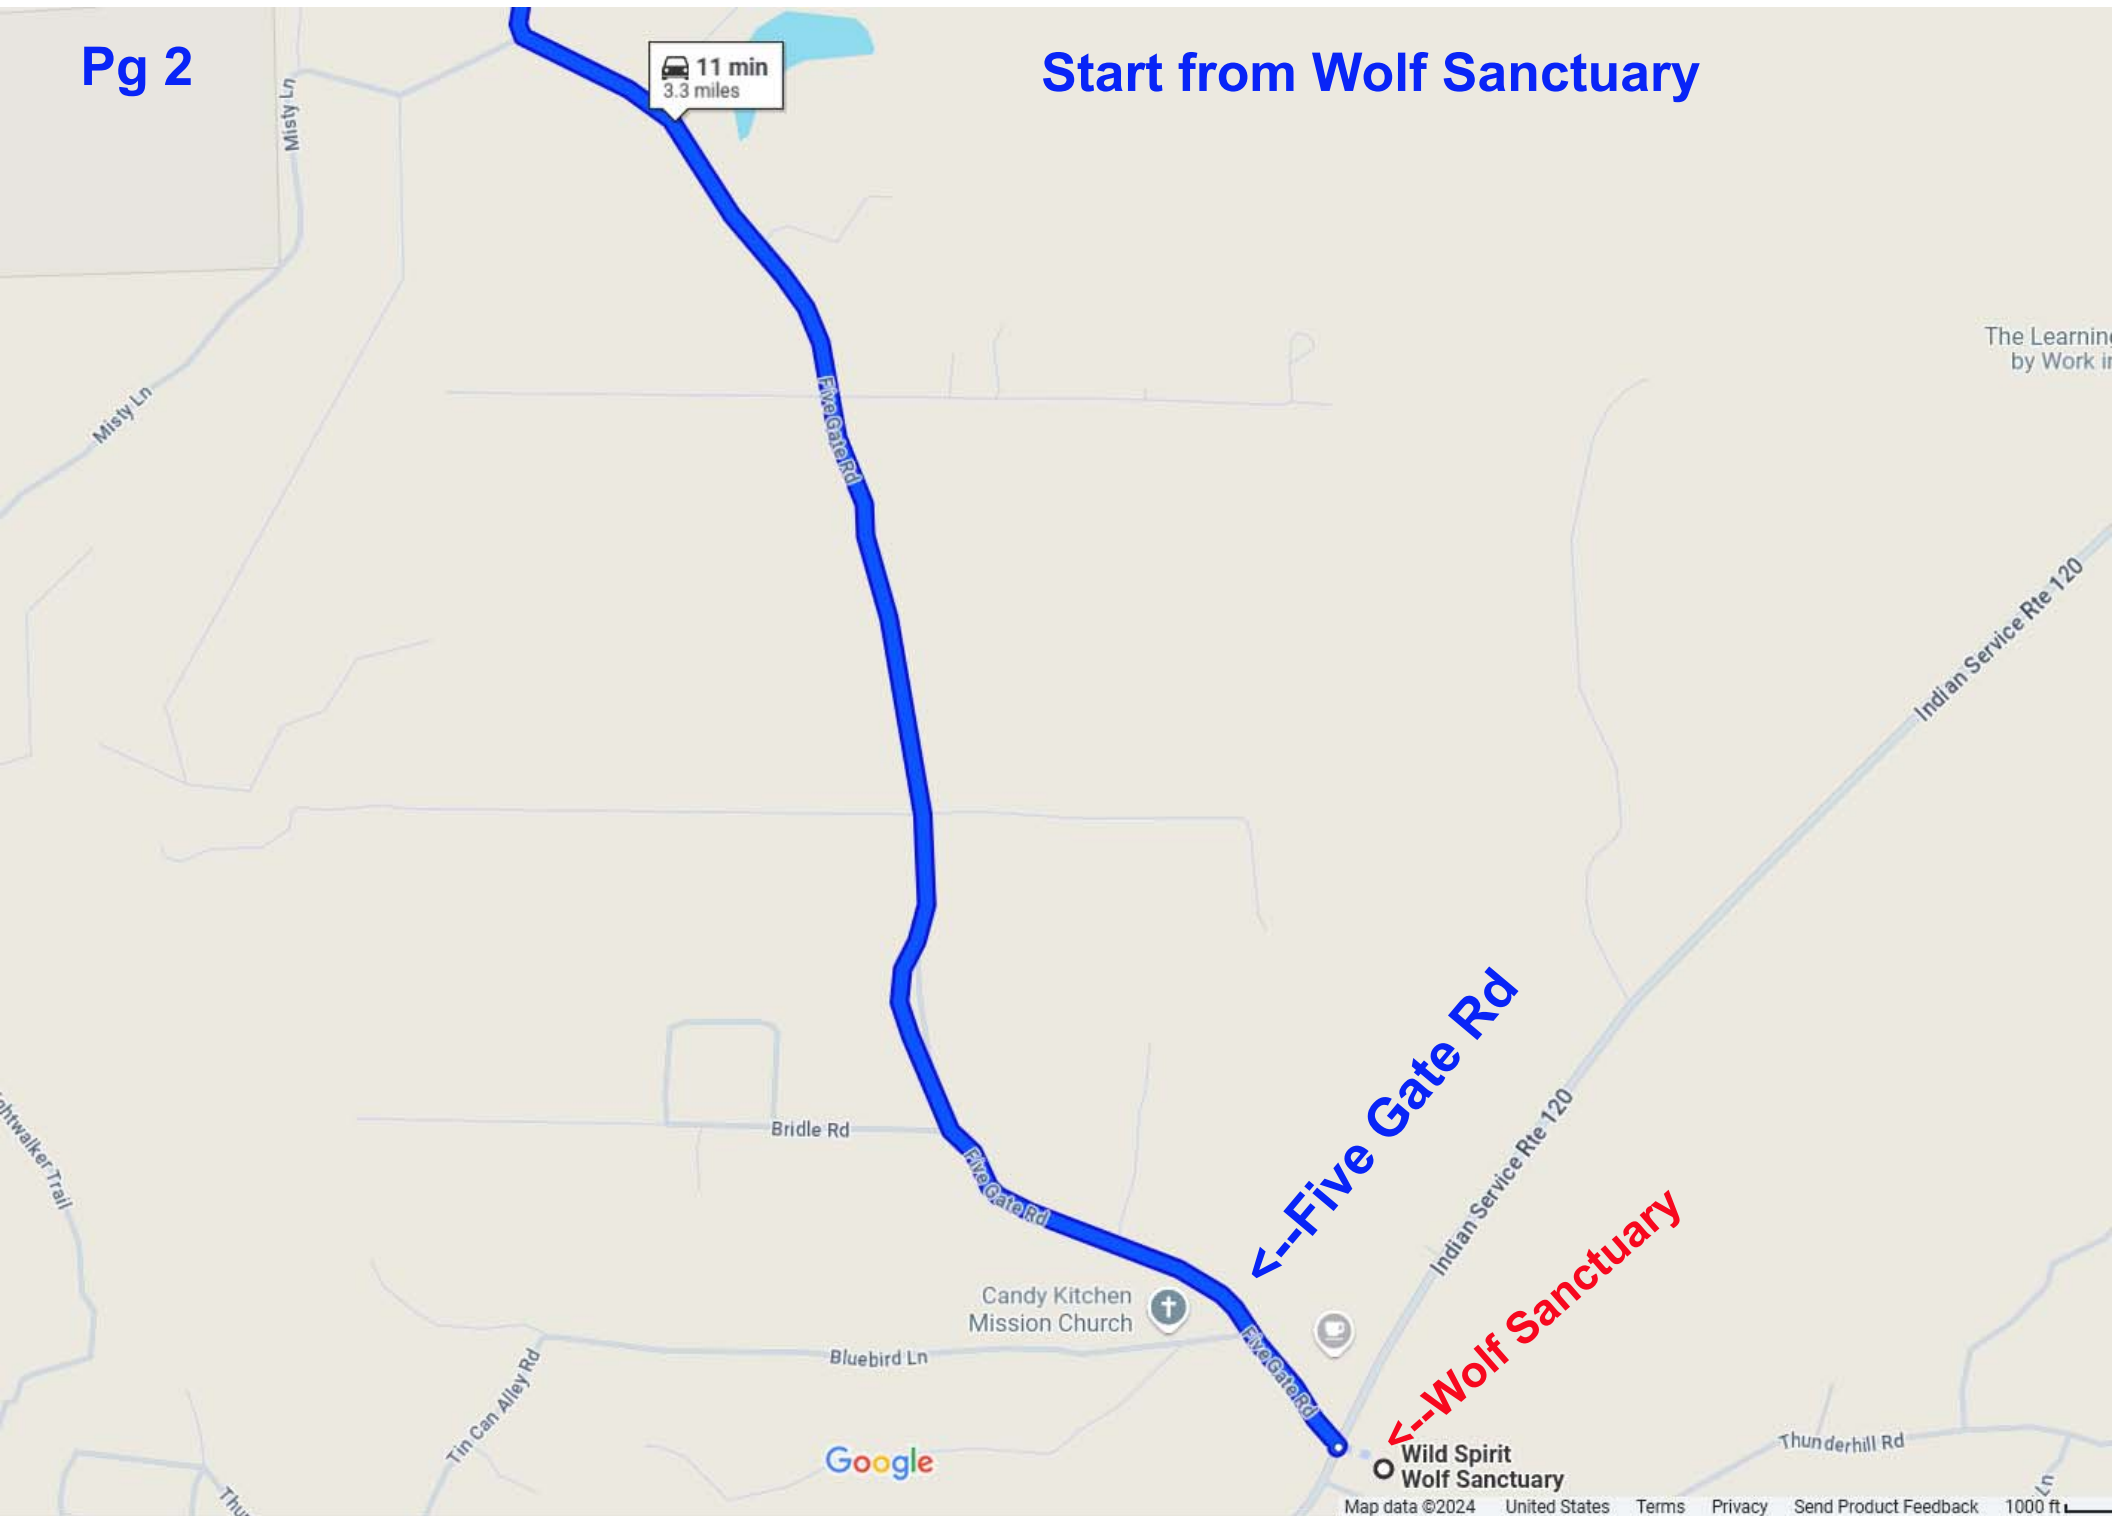 Pg 2
Start from Wolf Sanctuary
11 min
3.3 miles
Misty Ln
The Learning
by Work in
Misty Ln
Five Gate Rd
Indian Service Rte 120
<--Five Gate Rd
Indian Service Rte 120
Bridle Rd
Five Gate Rd
<--Wolf Sanctuary
Candy Kitchen
Mission Church
Bluebird Ln
Five Gate Rd
Tin Can Alley Rd
Thunderhill Rd
Google
Wild Spirit
Wolf Sanctuary
Ln
Map data ©2024 United States Terms Privacy Send Product Feedback 1000 ft